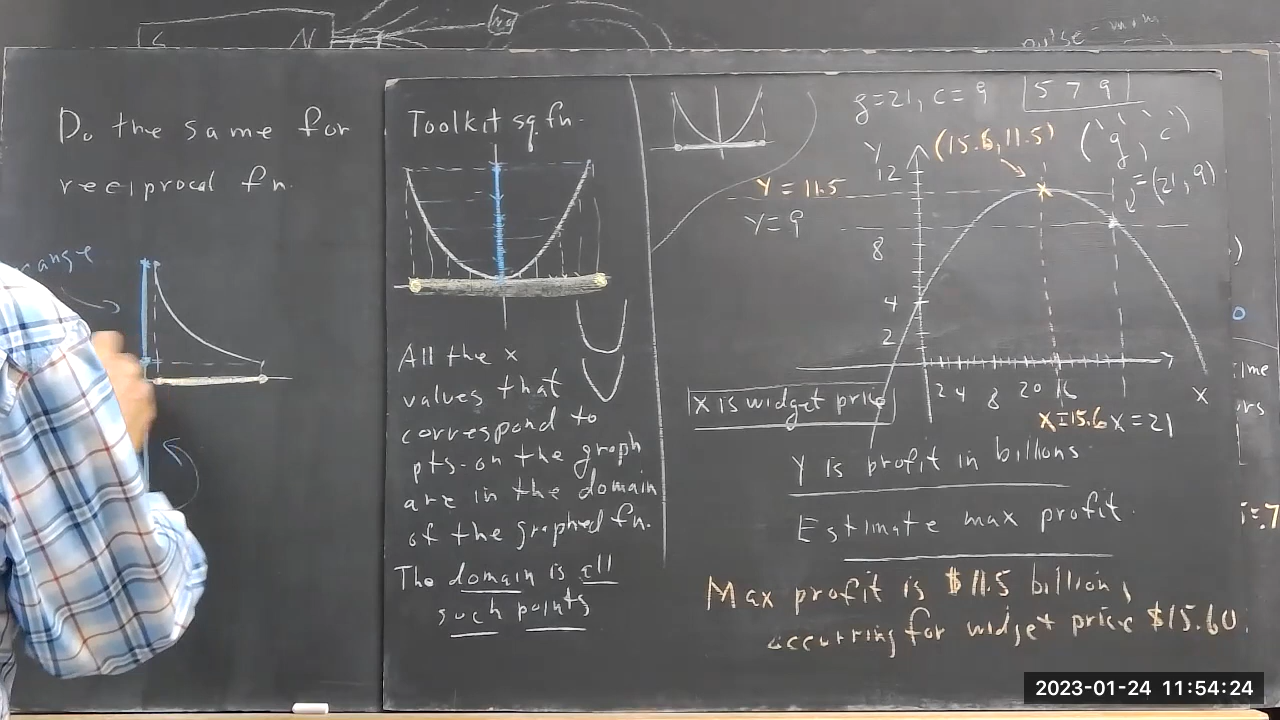 S N
Do the same for
reciprocal fn.
range
Toolkit sq. fn.
All the x
values that
correspond to
pts. on the graph
are in the domain
of the graphed fn.
The domain is all
such points
g=21, c=9 5 7 9
(15.6, 11.5) ('g', 'c')
=(21, 9)
Y
12
Y = 11.5
Y = 9
8
4
2
2 4 8 20 16 X
X=15.6 X=21
X is widget price
Y is profit in billions
Estimate max profit.
Max profit is $11.5 billion,
occurring for widget price $15.60.
2023-01-24 11:54:24